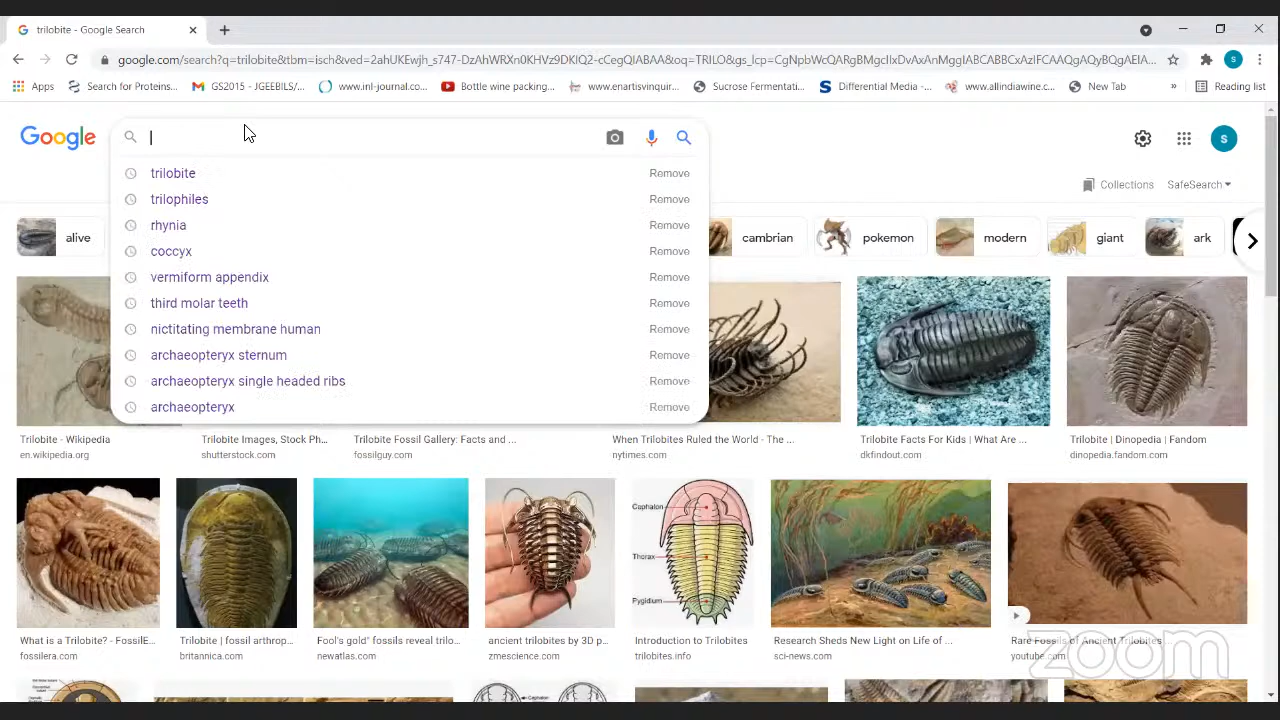 trilobite - Google Search
google.com/search?q=trilobite&tbm=isch&ved=2ahUKEwjh_s747-DzAhWRXn0KHVz9DKIQ2-cCegQIABAA&oq=TRILO&gs_lcp=CgNpbWcQARgBMgcIIxDvAxAnMggIABCABBCxAzIFCAAQgAQyBQgAEIA...
Apps
Search for Proteins...
GS2015 - JGEEBILS/...
www.inl-journal.co...
Bottle wine packing...
www.enartisvinquir...
Sucrose Fermentati...
Differential Media -...
www.allindiawine.c...
New Tab
»
Reading list
Google
S
trilobite Remove
trilophiles Remove
rhynia Remove
coccyx Remove
vermiform appendix Remove
third molar teeth Remove
nictitating membrane human Remove
archaeopteryx sternum Remove
archaeopteryx single headed ribs Remove
archaeopteryx Remove
Collections SafeSearch
alive
cambrian
pokemon
modern
giant
ark
Trilobite - Wikipedia
en.wikipedia.org
Trilobite Images, Stock Ph...
shutterstock.com
Trilobite Fossil Gallery: Facts and ...
fossilguy.com
When Trilobites Ruled the World - The ...
nytimes.com
Trilobite Facts For Kids | What Are ...
dkfindout.com
Trilobite | Dinopedia | Fandom
dinopedia.fandom.com
Cephalon
Thorax
Pygidium
What is a Trilobite? - FossilE...
fossilera.com
Trilobite | fossil arthrop...
britannica.com
Fool's gold" fossils reveal trilo...
newatlas.com
ancient trilobites by 3D p...
zmescience.com
Introduction to Trilobites
trilobites.info
Research Sheds New Light on Life of ...
sci-news.com
Rare Fossils of Ancient Trilobites
youtube.com
zoom